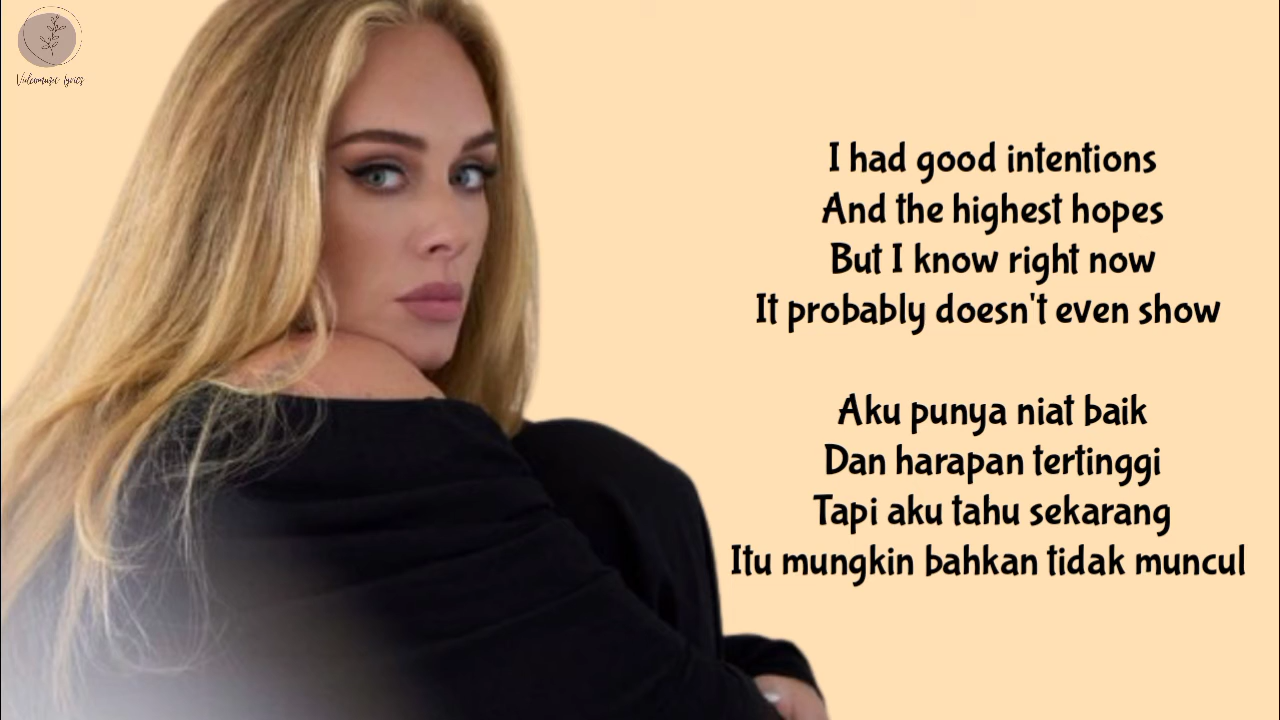 I had good intentions
And the highest hopes
But I know right now
It probably doesn't even show
Aku punya niat baik
Dan harapan tertinggi
Tapi aku tahu sekarang
Itu mungkin bahkan tidak muncul